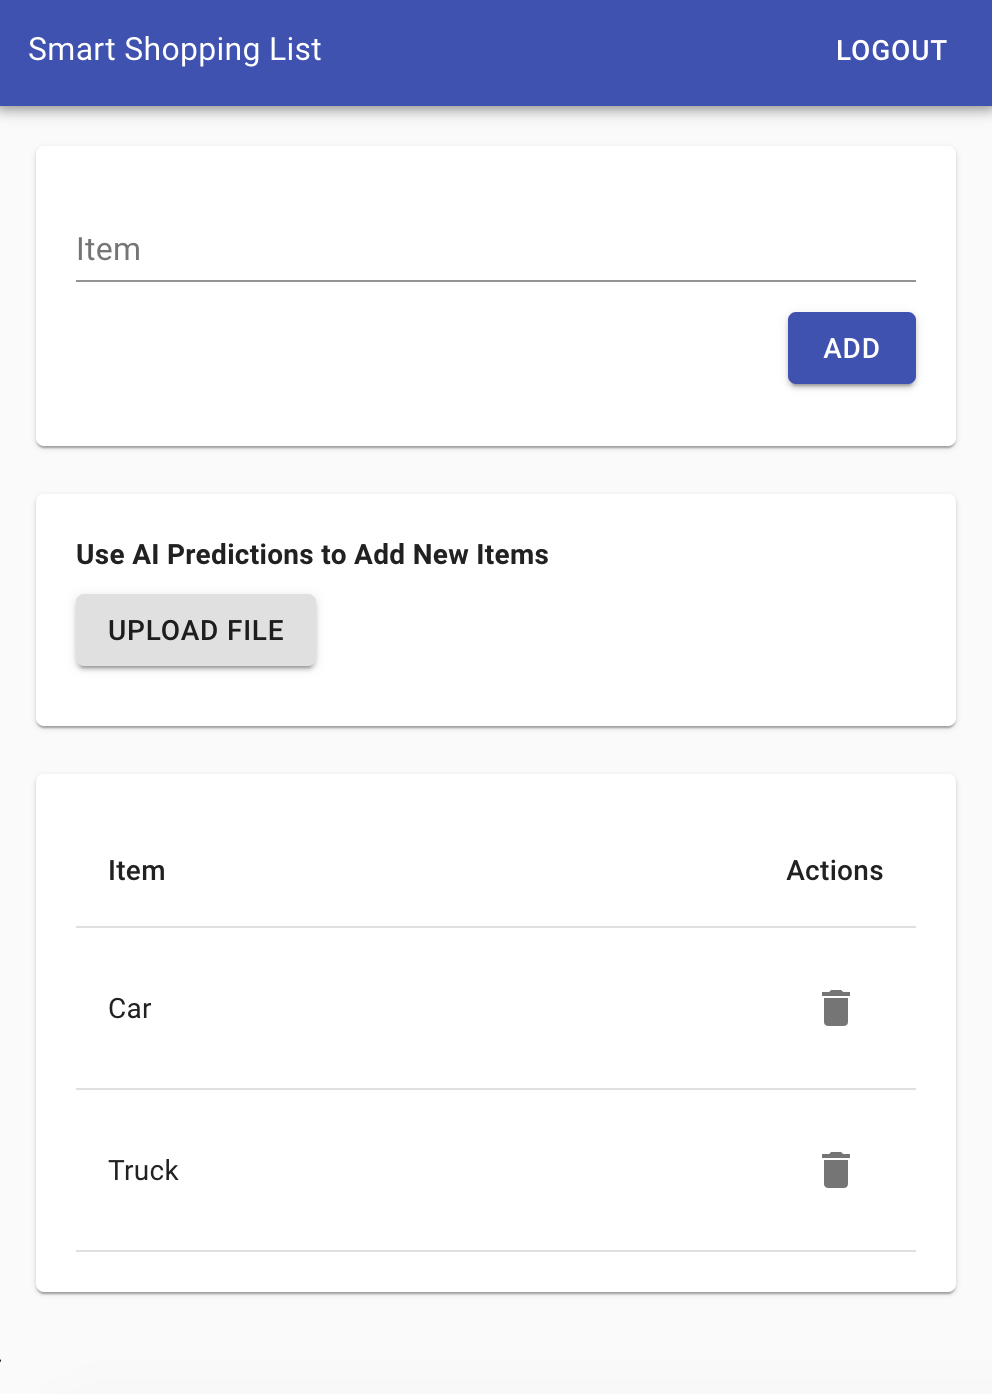 Smart Shopping List LOGOUT
Item
ADD
Use AI Predictions to Add New Items
UPLOAD FILE
Item Actions
Car
Truck